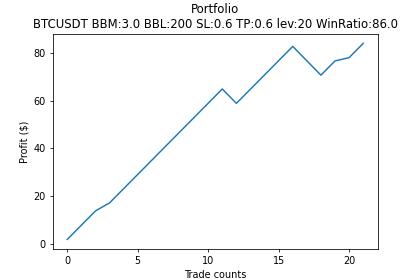 Portfolio
BTCUSDT BBM:3.0 BBL:200 SL:0.6 TP:0.6 lev:20 WinRatio:86.0
Profit ($)
80
60
40
20
0
0 5 10 15 20
Trade counts